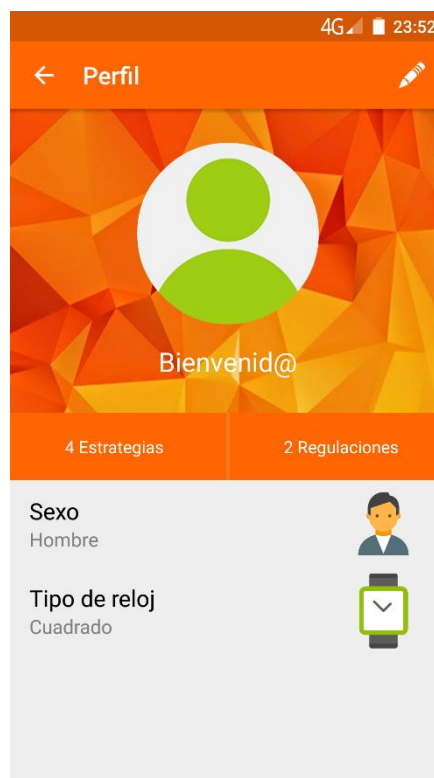 4G 23:52
Perfil
Bienvenid@
4 Estrategias 2 Regulaciones
Sexo
Hombre
Tipo de reloj
Cuadrado